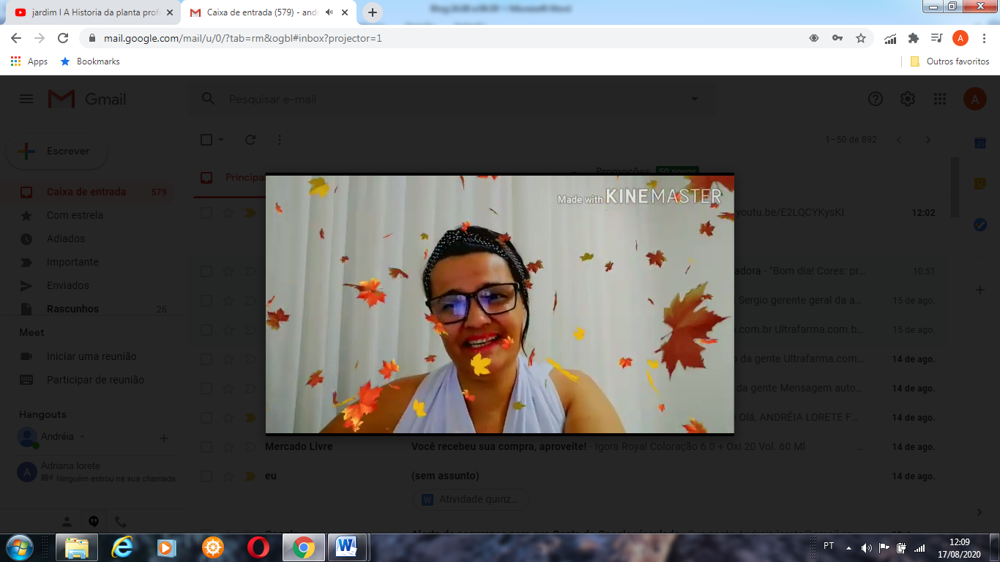 jardim I A Historia da planta prof
Caixa de entrada (579) - andr
mail.google.com/mail/u/0/?tab=rm&ogbl#inbox?projector=1
A
Apps
Bookmarks
Outros favoritos
Gmail
Pesquisar e-mail
A
Escrever
1–50 de 892
Principa
Promoções
50 novos
Caixa de entrada
579
Com estrela
Adiados
Importante
Enviados
Rascunhos
26
Meet
Iniciar uma reunião
Participar de reunião
Hangouts
Andréia
A
Adriana lorete
Ninguém entrou na sua chamada
Made with KINEMASTER
youtu.be/E2LQCYKysKI
12:02
adora - "Bom dia! Cores: pr...
10:51
Sergio gerente geral da a...
15 de ago.
.com.br Ultrafarma.com.b...
15 de ago.
da gente Ultrafarma.com...
14 de ago.
da gente Mensagem auto...
14 de ago.
Olá, ANDRÉIA LORETE F...
14 de ago.
Mercado Livre
Você recebeu sua compra, aproveite! - Igora Royal Coloração 6.0 + Oxi 20 Vol. 60 Ml
...
14 de ago.
eu
(sem assunto)
14 de ago.
W Atividade quinz...
PT
12:09
17/08/2020